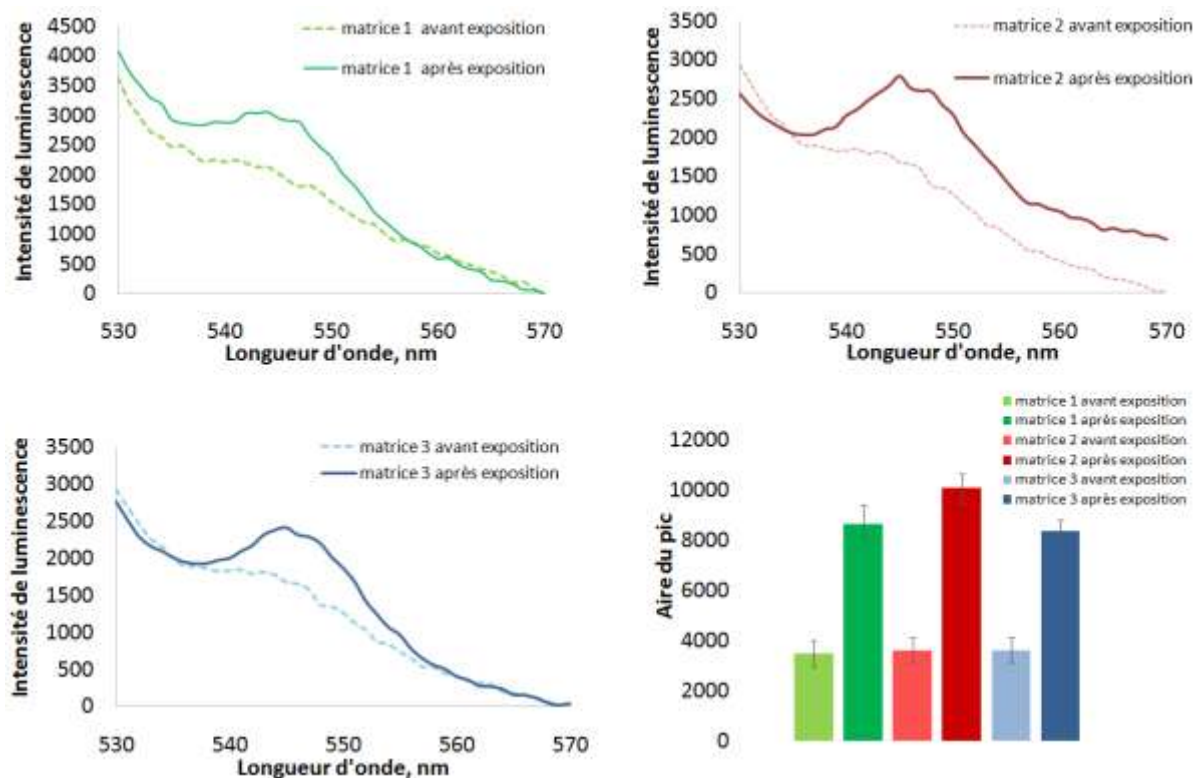 Intensité de luminescence
4500
4000
3500
3000
2500
2000
1500
1000
500
0
matrice 1 avant exposition
matrice 1 après exposition
530 540 550 560 570
Longueur d'onde, nm
Intensité de luminescence
3500
3000
2500
2000
1500
1000
500
0
matrice 2 avant exposition
matrice 2 après exposition
530 540 550 560 570
Longueur d'onde, nm
Intensité de luminescence
3500
3000
2500
2000
1500
1000
500
0
matrice 3 avant exposition
matrice 3 après exposition
530 540 550 560 570
Longueur d'onde, nm
matrice 1 avant exposition
matrice 1 après exposition
matrice 2 avant exposition
matrice 2 après exposition
matrice 3 avant exposition
matrice 3 après exposition
Aire du pic
12000
10000
8000
6000
4000
2000
0